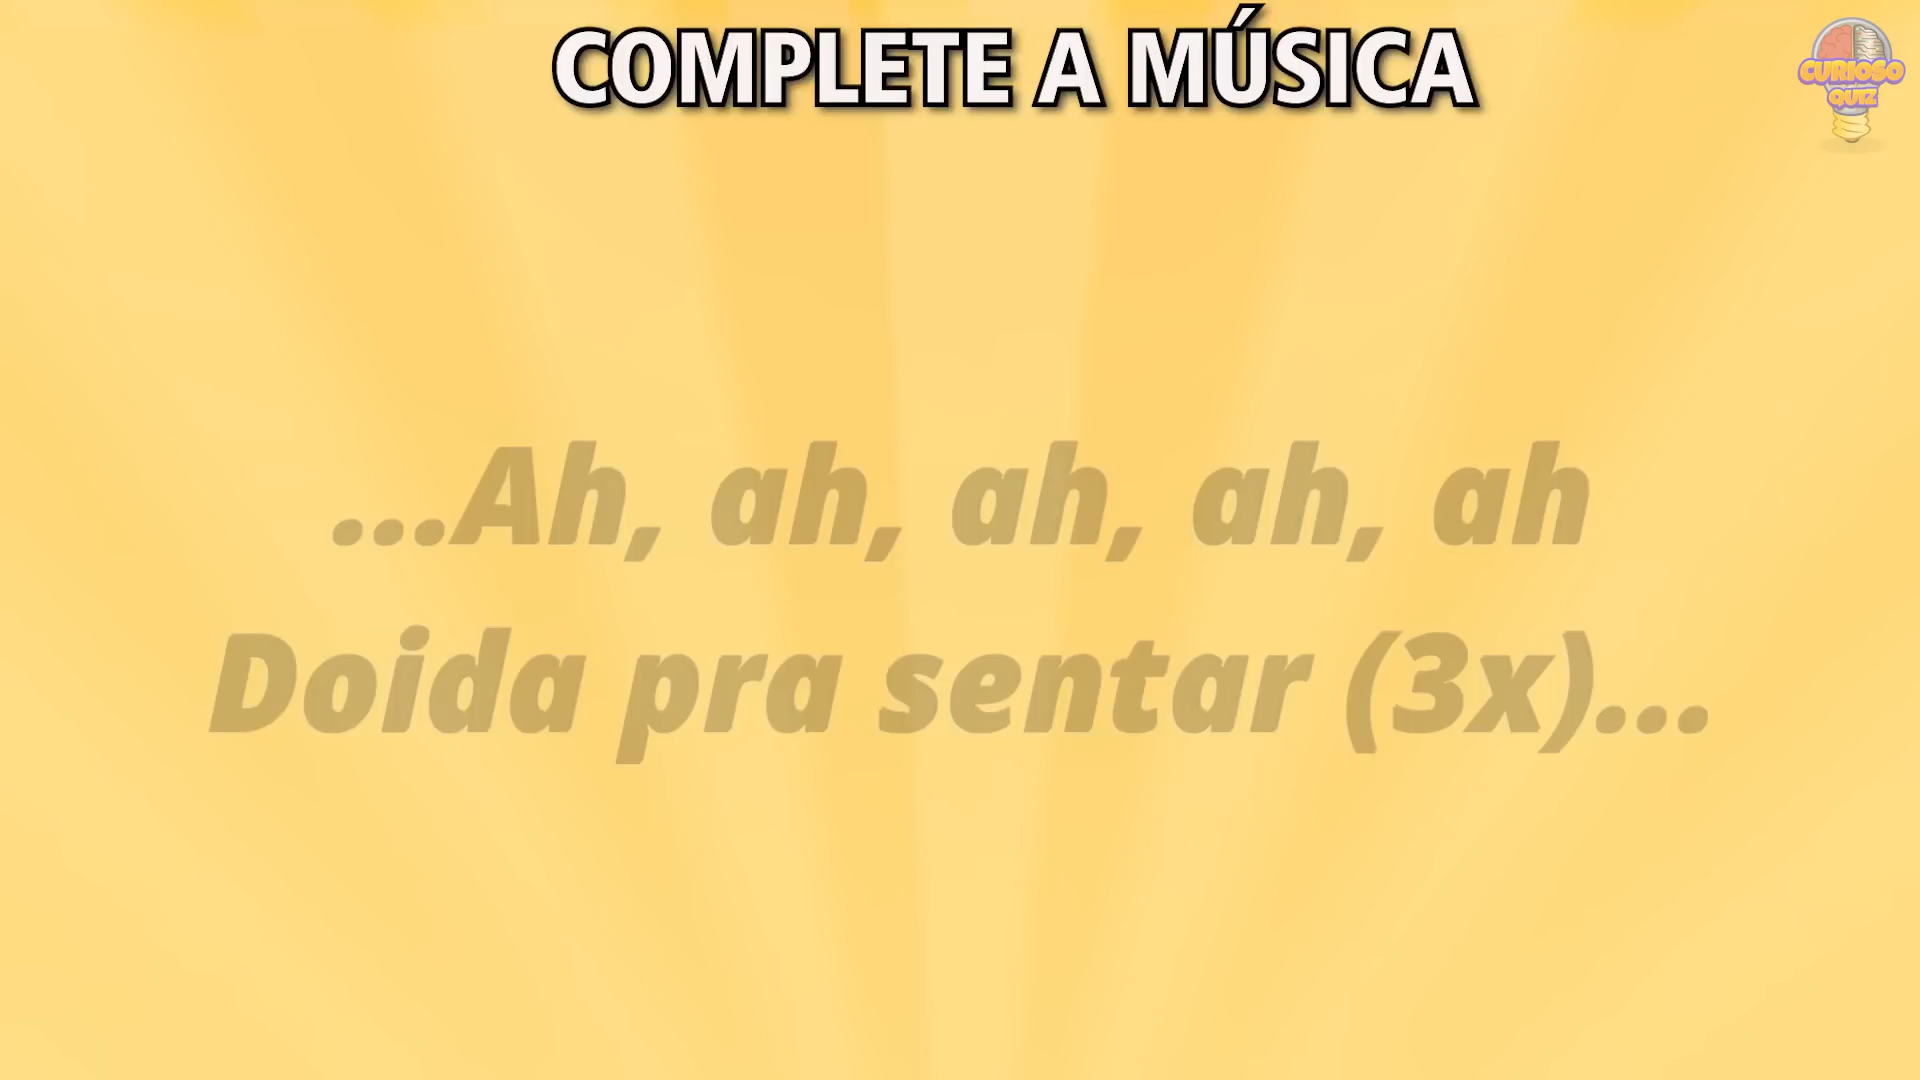 COMPLETE A MÚSICA
CURIOSO
QUIZ
...Ah, ah, ah, ah, ah
Doida pra sentar (3x)...